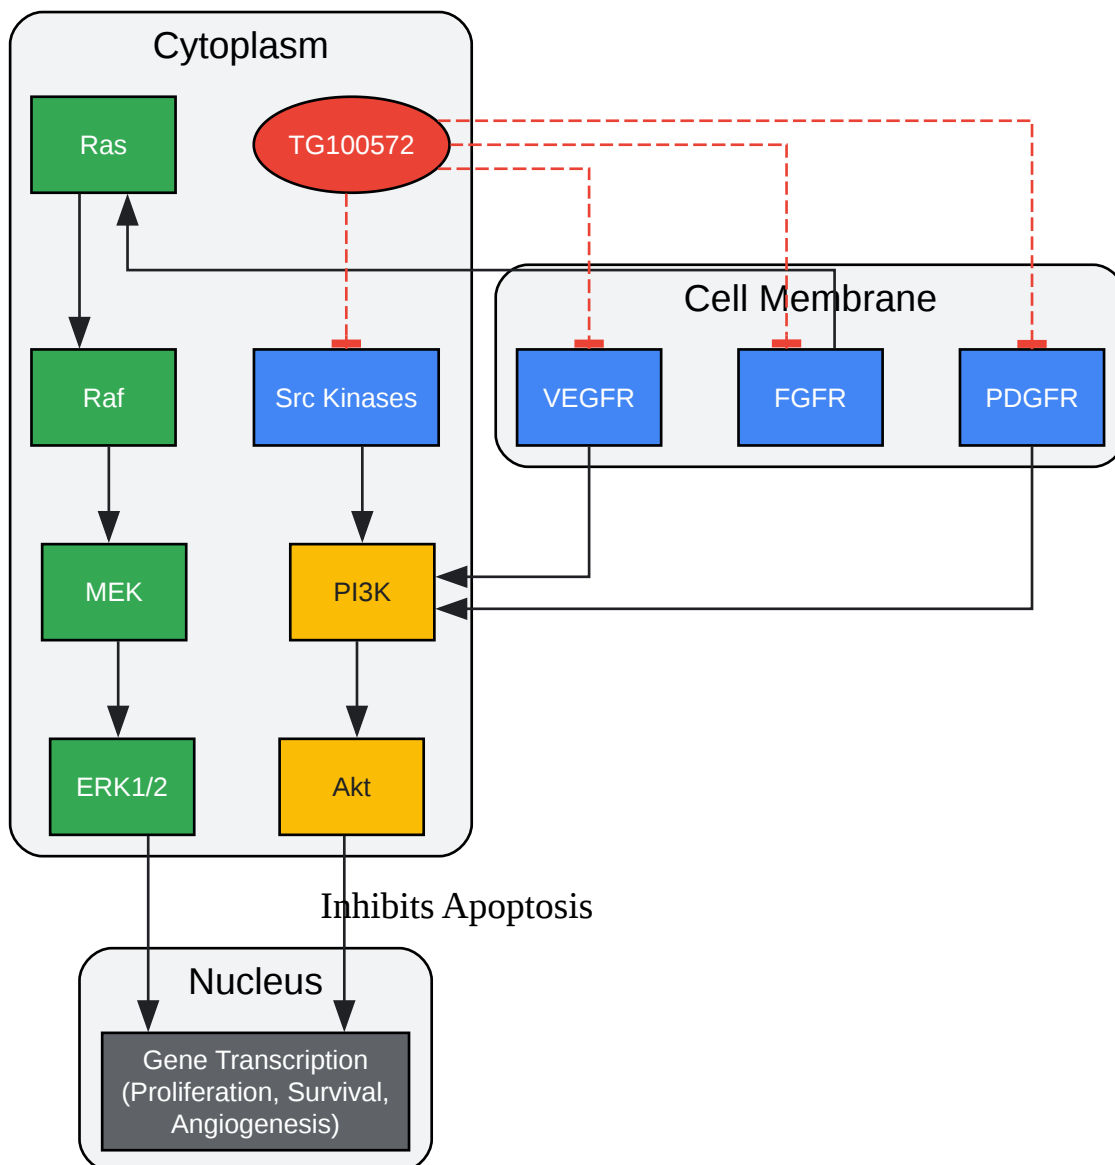 Cytoplasm
Ras
TG100572
Cell Membrane
Raf
Src Kinases
VEGFR
FGFR
PDGFR
MEK
PI3K
ERK1/2
Akt
Inhibits Apoptosis
Nucleus
Gene Transcription
(Proliferation, Survival,
Angiogenesis)